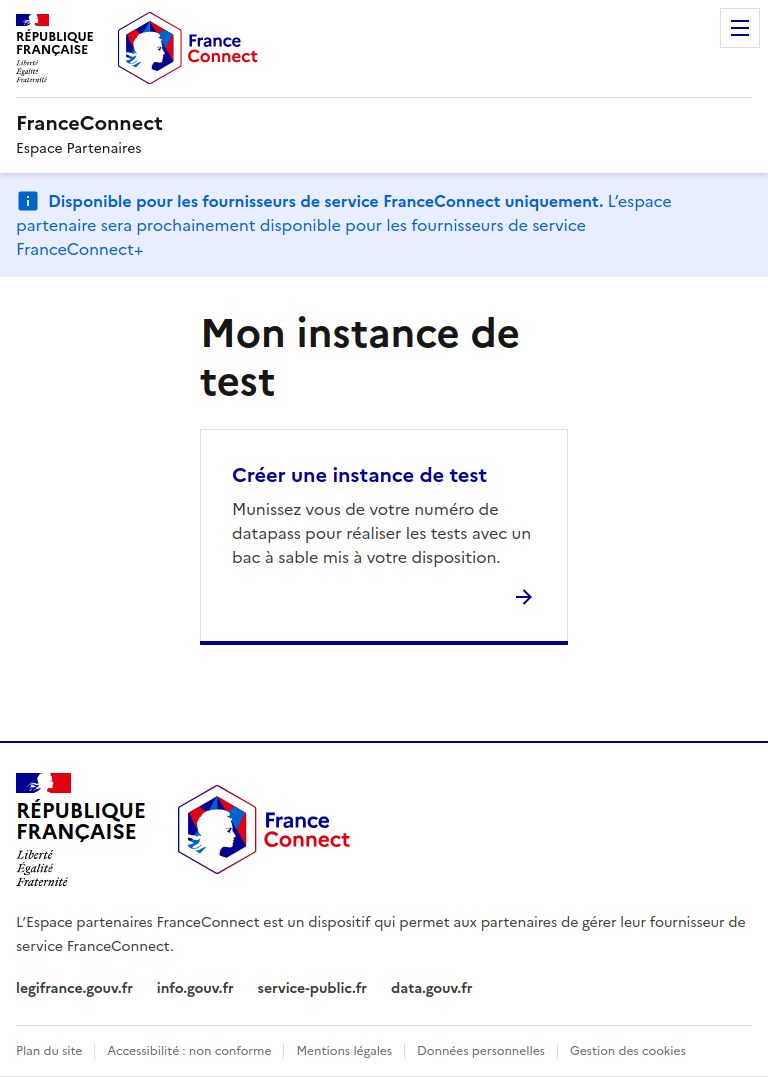 RÉPUBLIQUE
FRANÇAISE
Liberté
Égalité
Fraternité
France
Connect
FranceConnect
Espace Partenaires
Disponible pour les fournisseurs de service FranceConnect uniquement. L’espace
partenaire sera prochainement disponible pour les fournisseurs de service
FranceConnect+
Mon instance de
test
Créer une instance de test
Munissez vous de votre numéro de
datapass pour réaliser les tests avec un
bac à sable mis à votre disposition.
RÉPUBLIQUE
FRANÇAISE
Liberté
Égalité
Fraternité
France
Connect
L’Espace partenaires FranceConnect est un dispositif qui permet aux partenaires de gérer leur fournisseur de
service FranceConnect.
legifrance.gouv.fr info.gouv.fr service-public.fr data.gouv.fr
Plan du site Accessibilité : non conforme Mentions légales Données personnelles Gestion des cookies